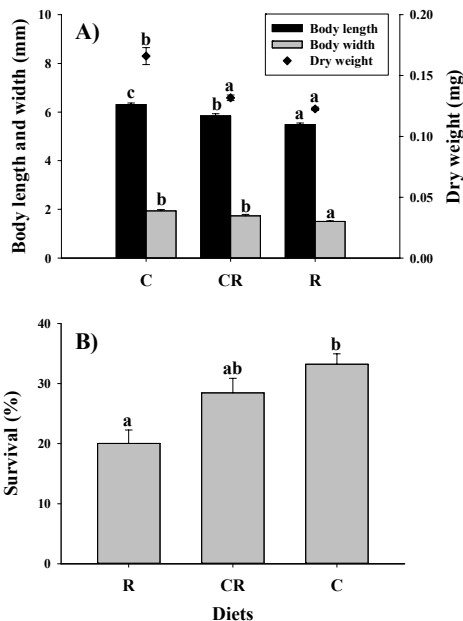 A)
Body length
Body width
Dry weight
Body length and width (mm)
10
8
6
4
2
0
Dry weight (mg)
0.20
0.15
0.10
0.05
0.00
b
c
b
a
b
b
a
a
a
C
CR
R
B)
Survival (%)
40
30
20
10
0
a
ab
b
R
CR
C
Diets